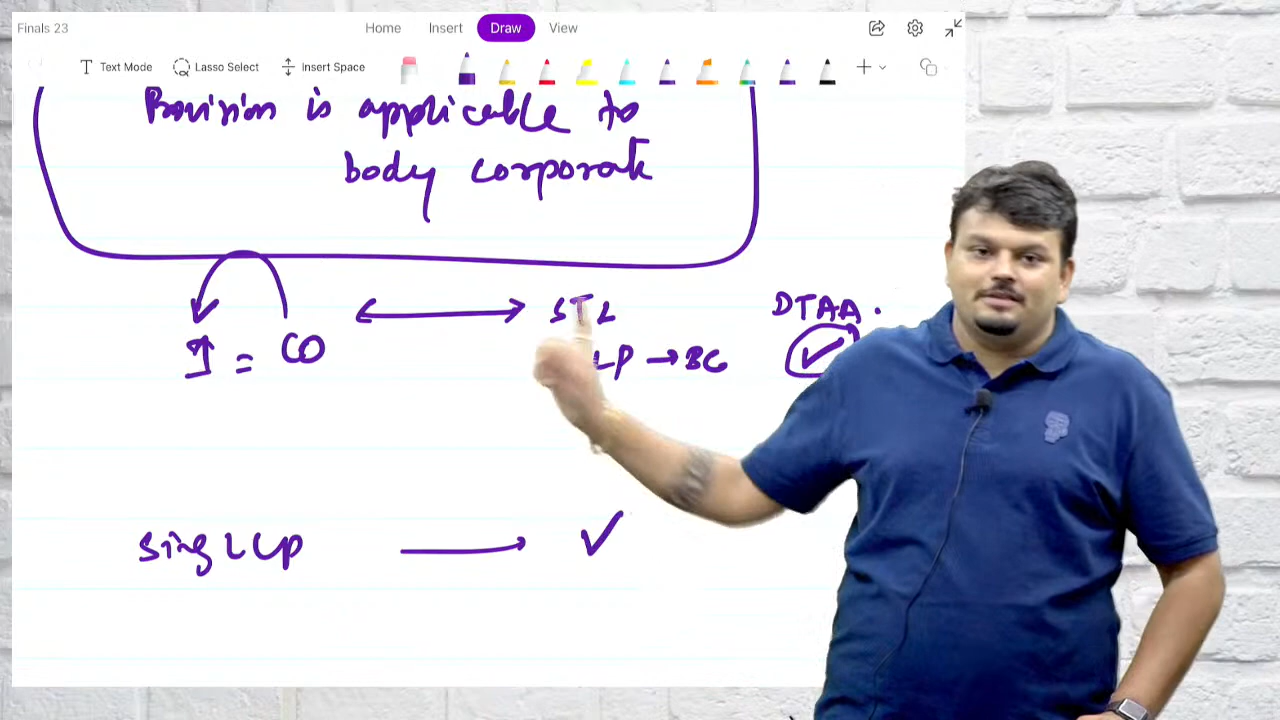 Finals 23
Home Insert Draw View
Text Mode Lasso Select Insert Space
Provision is applicable to
body corporate
I = CO
STL DTAA.
LP → BC
Sing LLP → ✓